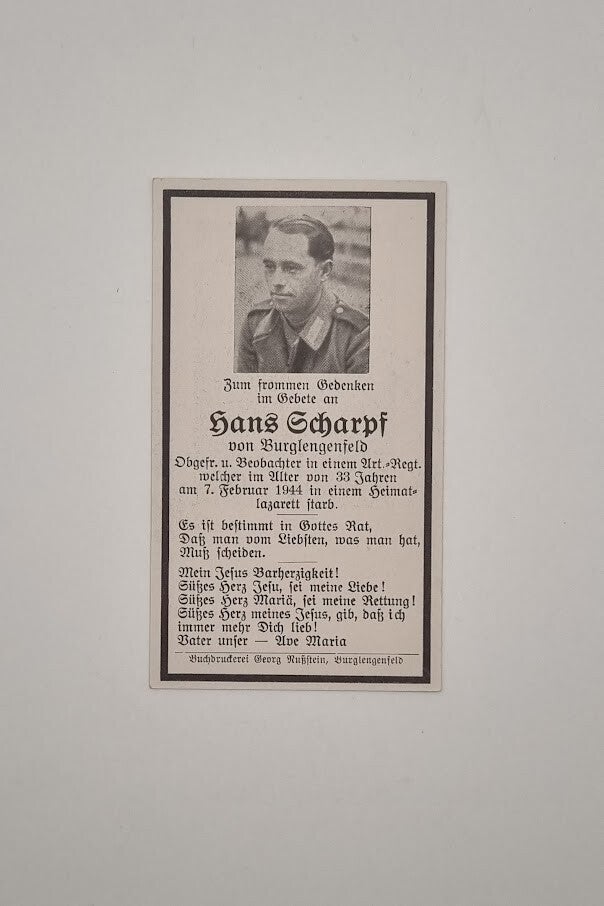 Zum frommen Gedenken
im Gebete an
Hans Scharpf
von Burglengenfeld
Obgefr. u. Beobachter in einem Art.-Regt.
welcher im Alter von 33 Jahren
am 7. Februar 1944 in einem Heimat-
lazarett starb.
Es ist bestimmt in Gottes Rat,
Daß man vom Liebsten, was man hat,
Muß scheiden.
Mein Jesus Barherzigkeit!
Süßes Herz Jesu, sei meine Liebe!
Süßes Herz Mariä, sei meine Rettung!
Süßes Herz meines Jesus, gib, daß ich
immer mehr Dich lieb!
Vater unser — Ave Maria
Buchdruckerei Georg Nußstein, Burglengenfeld